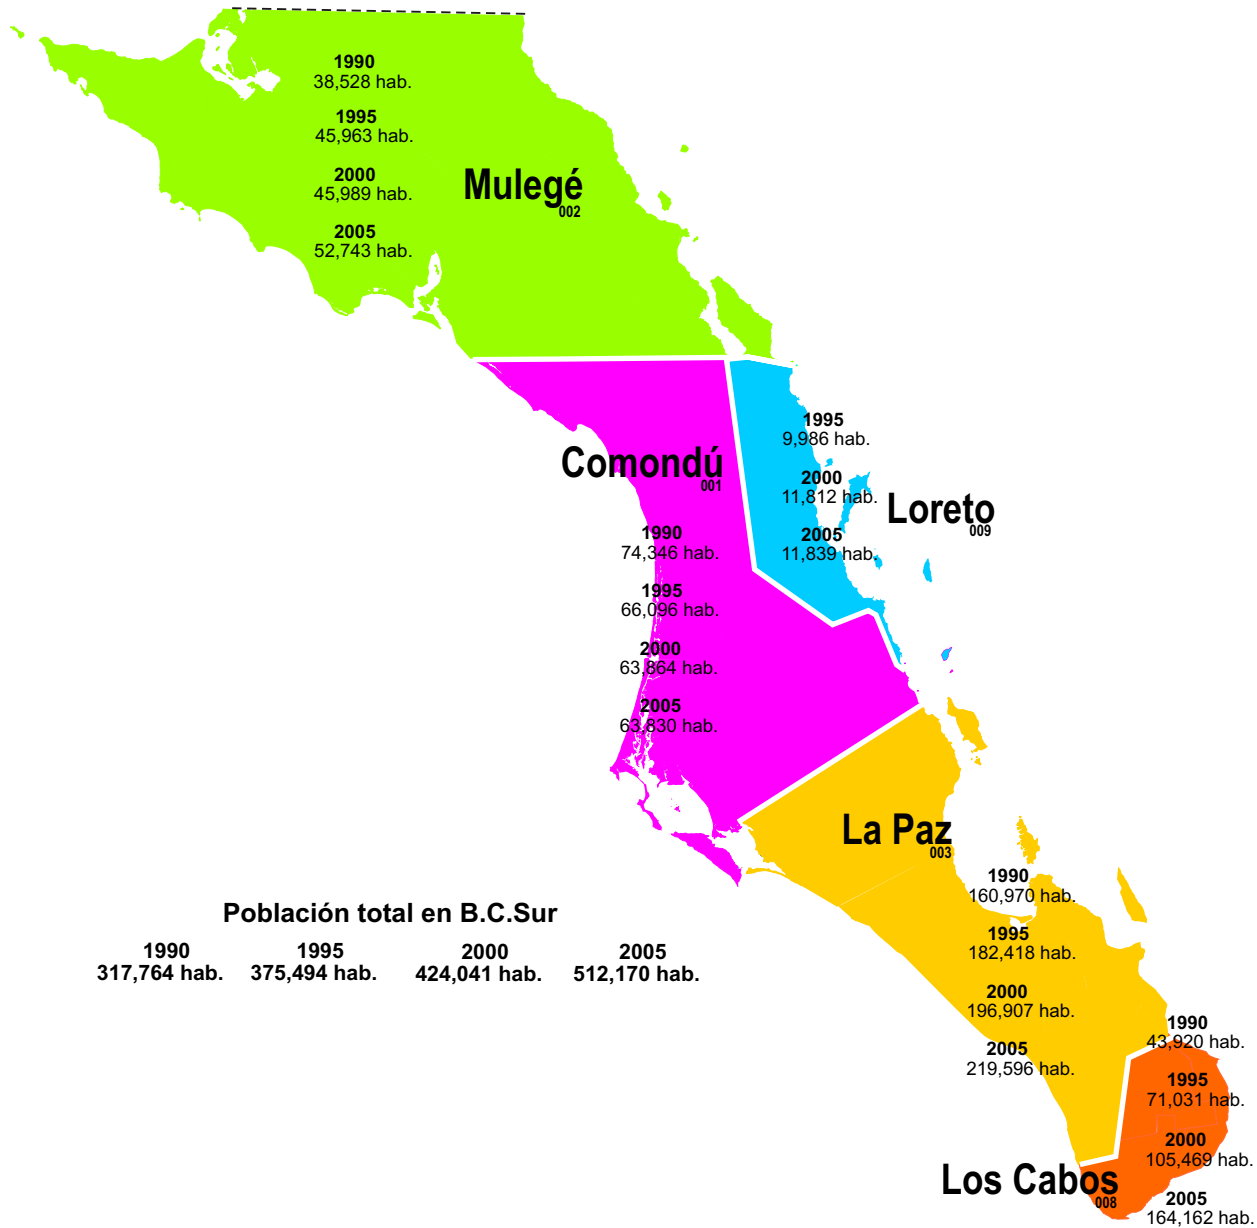 1990
38,528 hab.
1995
45,963 hab.
2000
45,989 hab.
2005
52,743 hab.
Mulegé
002
Comondú
001
1990
74,346 hab.
1995
66,096 hab.
2000
63,864 hab.
2005
63,830 hab.
1995
9,986 hab.
2000
11,812 hab.
2005
11,839 hab.
Loreto
009
La Paz
003
1990
160,970 hab.
1995
182,418 hab.
2000
196,907 hab.
2005
219,596 hab.
Población total en B.C.Sur
1990 1995 2000 2005
317,764 hab. 375,494 hab. 424,041 hab. 512,170 hab.
1990
43,920 hab.
1995
71,031 hab.
2000
105,469 hab.
2005
164,162 hab.
Los Cabos
008